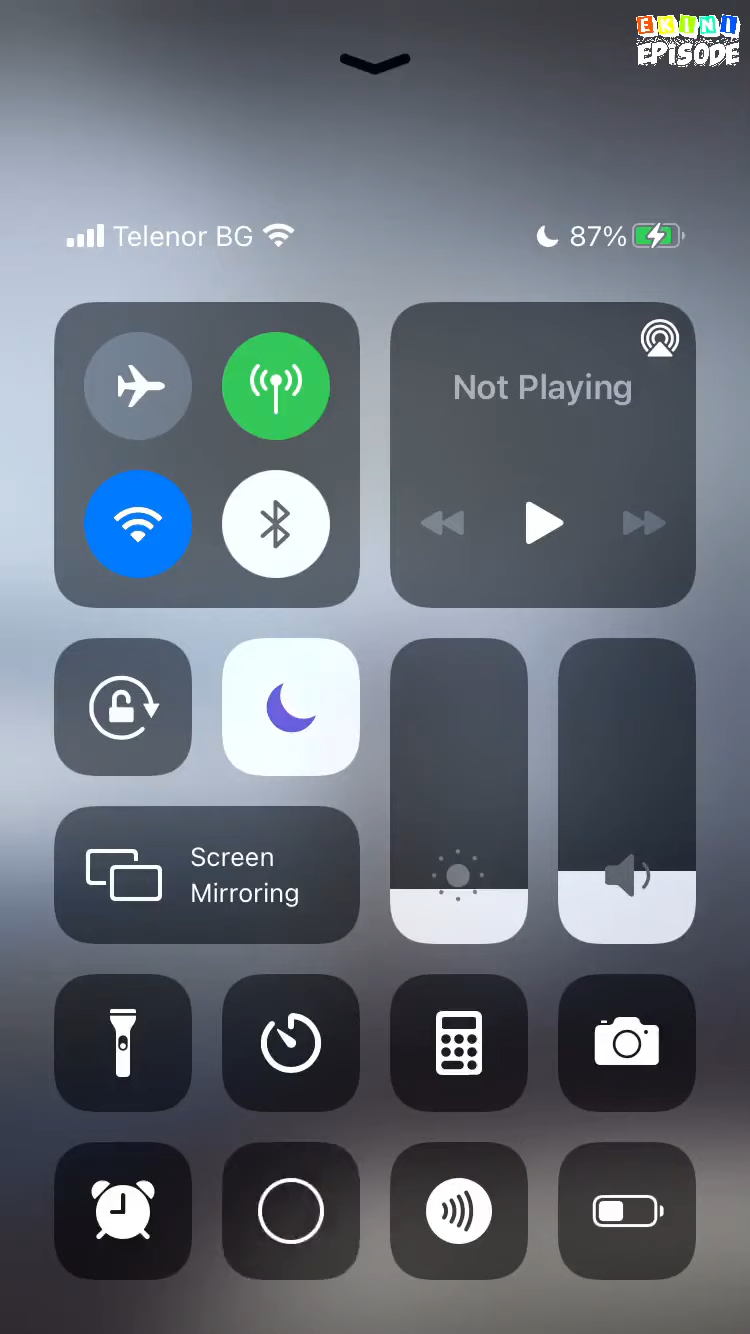 EKINI
EPISODE
Telenor BG
87%
Not Playing
Screen
Mirroring